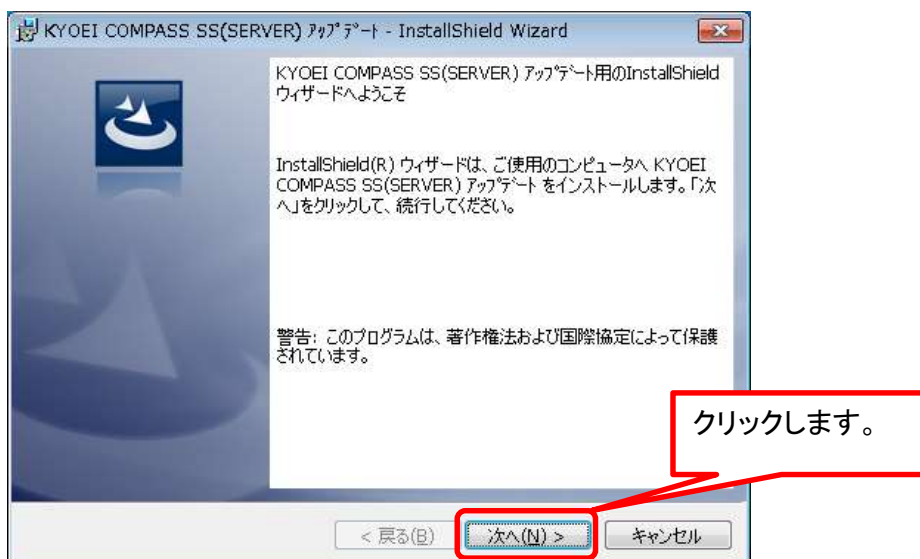 KYOEI COMPASS SS(SERVER) ｱｯﾌﾟﾃﾞｰﾄ - InstallShield Wizard
KYOEI COMPASS SS(SERVER) ｱｯﾌﾟﾃﾞｰﾄ用のInstallShield
ウィザードへようこそ
InstallShield(R) ウィザードは、ご使用のコンピュータへ KYOEI
COMPASS SS(SERVER) ｱｯﾌﾟﾃﾞｰﾄ をインストールします。「次
へ」をクリックして、続行してください。
警告: このプログラムは、著作権法および国際協定によって保護
されています。
クリックします。
< 戻る(B)
次へ(N) >
キャンセル